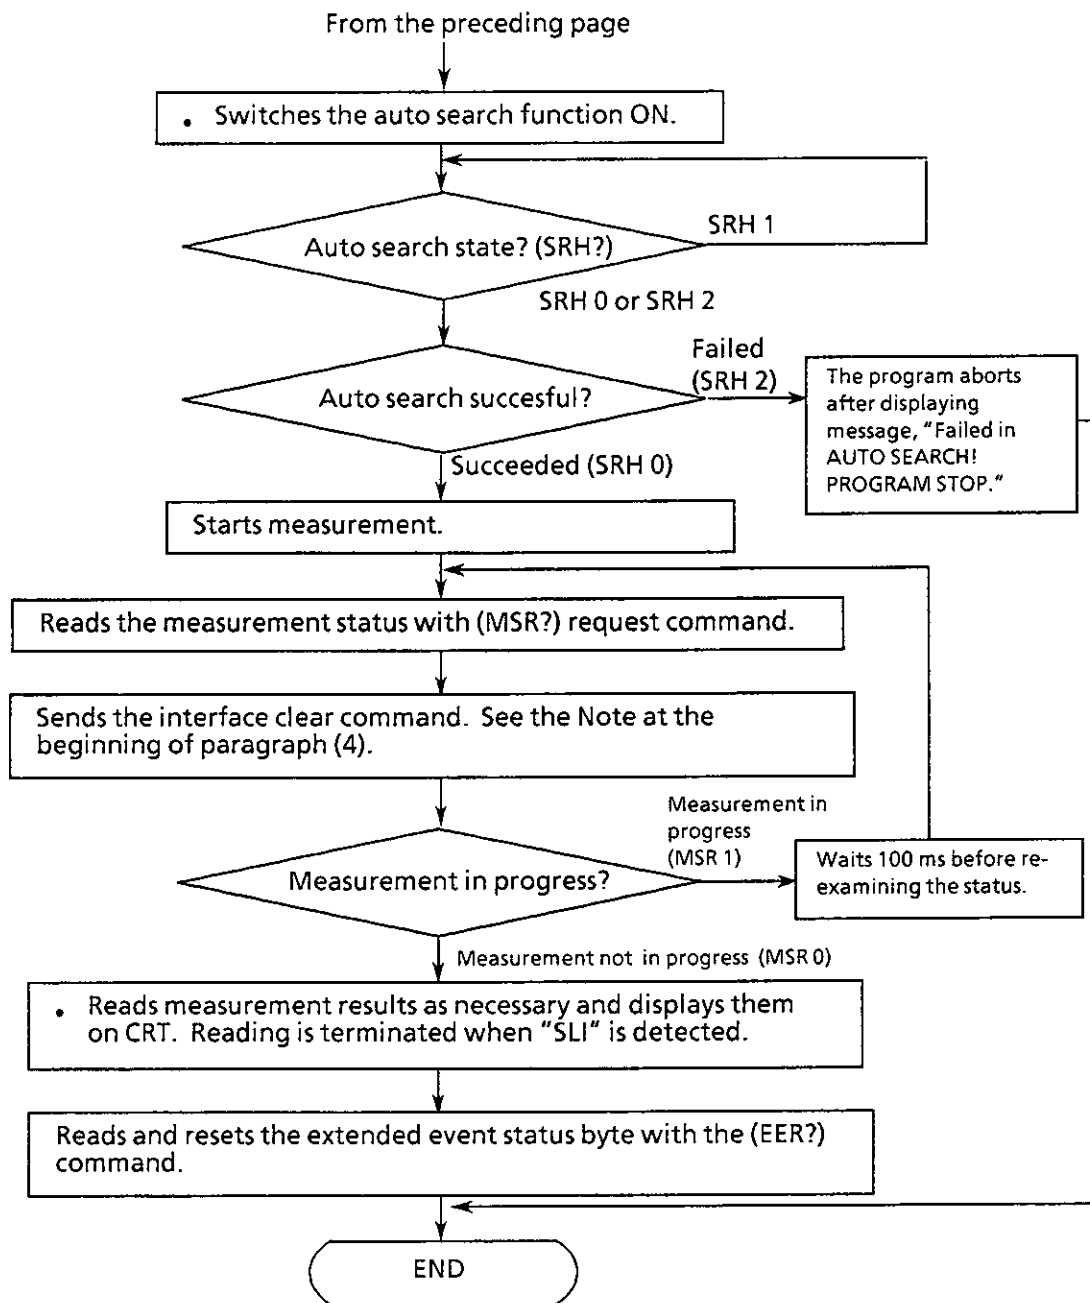 From the preceding page
• Switches the auto search function ON.
SRH 1
Auto search state? (SRH?)
SRH 0 or SRH 2
Failed
(SRH 2)
Auto search succesful?
The program aborts
after displaying
message, "Failed in
AUTO SEARCH!
PROGRAM STOP."
Succeeded (SRH 0)
Starts measurement.
Reads the measurement status with (MSR?) request command.
Sends the interface clear command. See the Note at the
beginning of paragraph (4).
Measurement in
progress
(MSR 1)
Measurement in progress?
Waits 100 ms before re-
examining the status.
Measurement not in progress (MSR 0)
• Reads measurement results as necessary and displays them
on CRT. Reading is terminated when "SLI" is detected.
Reads and resets the extended event status byte with the (EER?)
command.
END